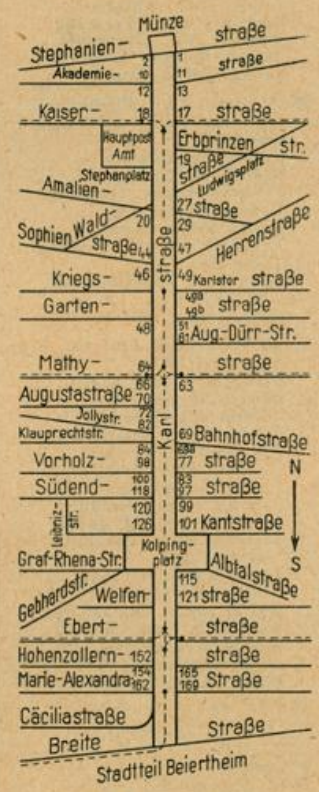 Münze
Stephanien- straße
2 1
Akademie- straße
10 11
12 13
Kaiser- 18 17 straße
Hauptpost
Amt
Erbprinzen str.
19
Stephanplatz
straße
Ludwigsplatz
Amalien- 27 straße
Wald-
20 29
Sophien straße 44 47
Herrenstraße
straße
Kriegs- 46 49 Karlstor straße
Garten- 49a straße
49b
48 51
61 Aug.-Dürr-Str.
Mathy- 64 straße
66 63
Augustastraße 70
Jollystr. 72
82
Klauprechtstr.
Karl
69 Bahnhofstraße
84
Vorholz- 98 77 straße
Südend- 100 83 straße
118 97
Leibniz-
str.
120 99
126 101 Kantstraße
N
S
Kolping-
platz
Graf-Rhena-Str. Albtalstraße
Gebhardstr.
115
Welfen- 121 straße
Ebert- straße
Hohenzollern- 152 straße
Marie-Alexandra- 154 165 Straße
162 169
Cäciliastraße
Breite Straße
Stadtteil Beiertheim